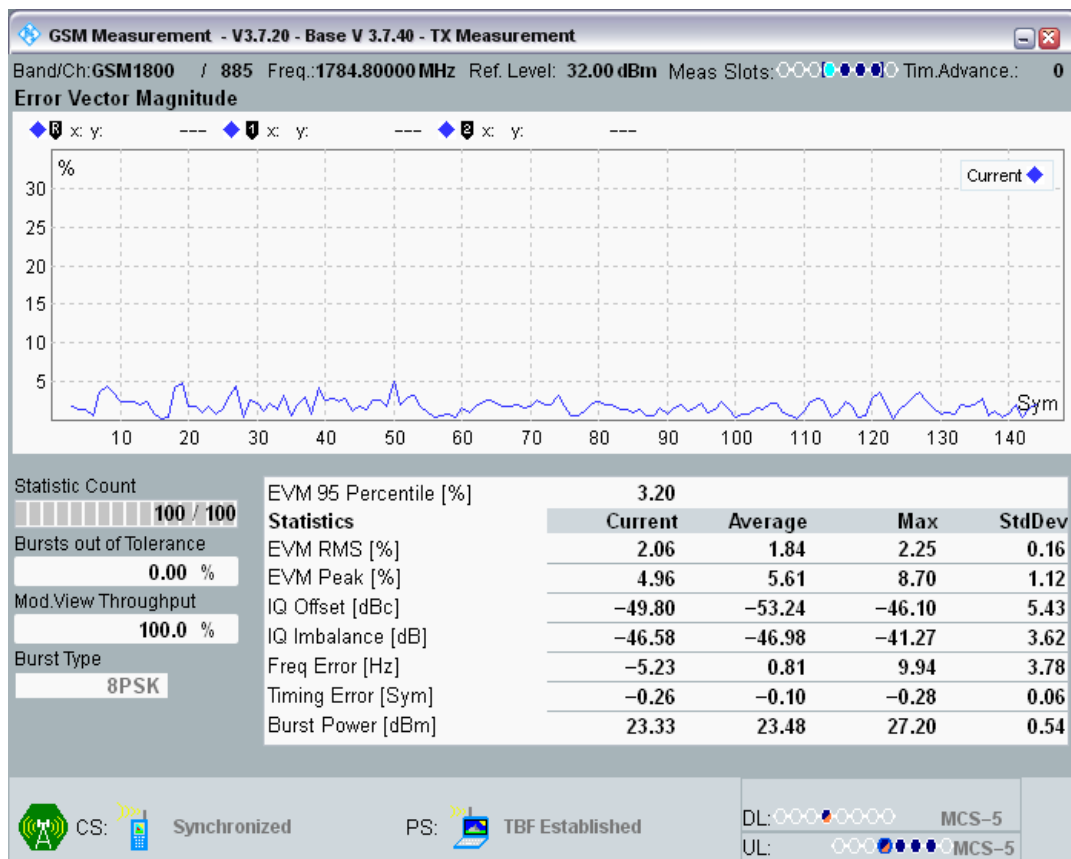 GSM Measurement - V3.7.20 - Base V 3.7.40 - TX Measurement
Band/Ch:GSM1800 / 885 Freq.:1784.80000 MHz Ref. Level: 32.00 dBm Meas Slots: Tim.Advance.: 0
Error Vector Magnitude
R x: y: --- 1 x: y: --- 2 x: y: ---
%
Current
30
25
20
15
10
5
Sym
10 20 30 40 50 60 70 80 90 100 110 120 130 140
Statistic Count
100 / 100
Bursts out of Tolerance
0.00 %
Mod.View Throughput
100.0 %
Burst Type
8PSK
EVM 95 Percentile [%] 3.20
Statistics Current Average Max StdDev
EVM RMS [%] 2.06 1.84 2.25 0.16
EVM Peak [%] 4.96 5.61 8.70 1.12
IQ Offset [dBc] −49.80 −53.24 −46.10 5.43
IQ Imbalance [dB] −46.58 −46.98 −41.27 3.62
Freq Error [Hz] −5.23 0.81 9.94 3.78
Timing Error [Sym] −0.26 −0.10 −0.28 0.06
Burst Power [dBm] 23.33 23.48 27.20 0.54
CS: Synchronized PS: TBF Established
DL: MCS−5
UL: MCS−5